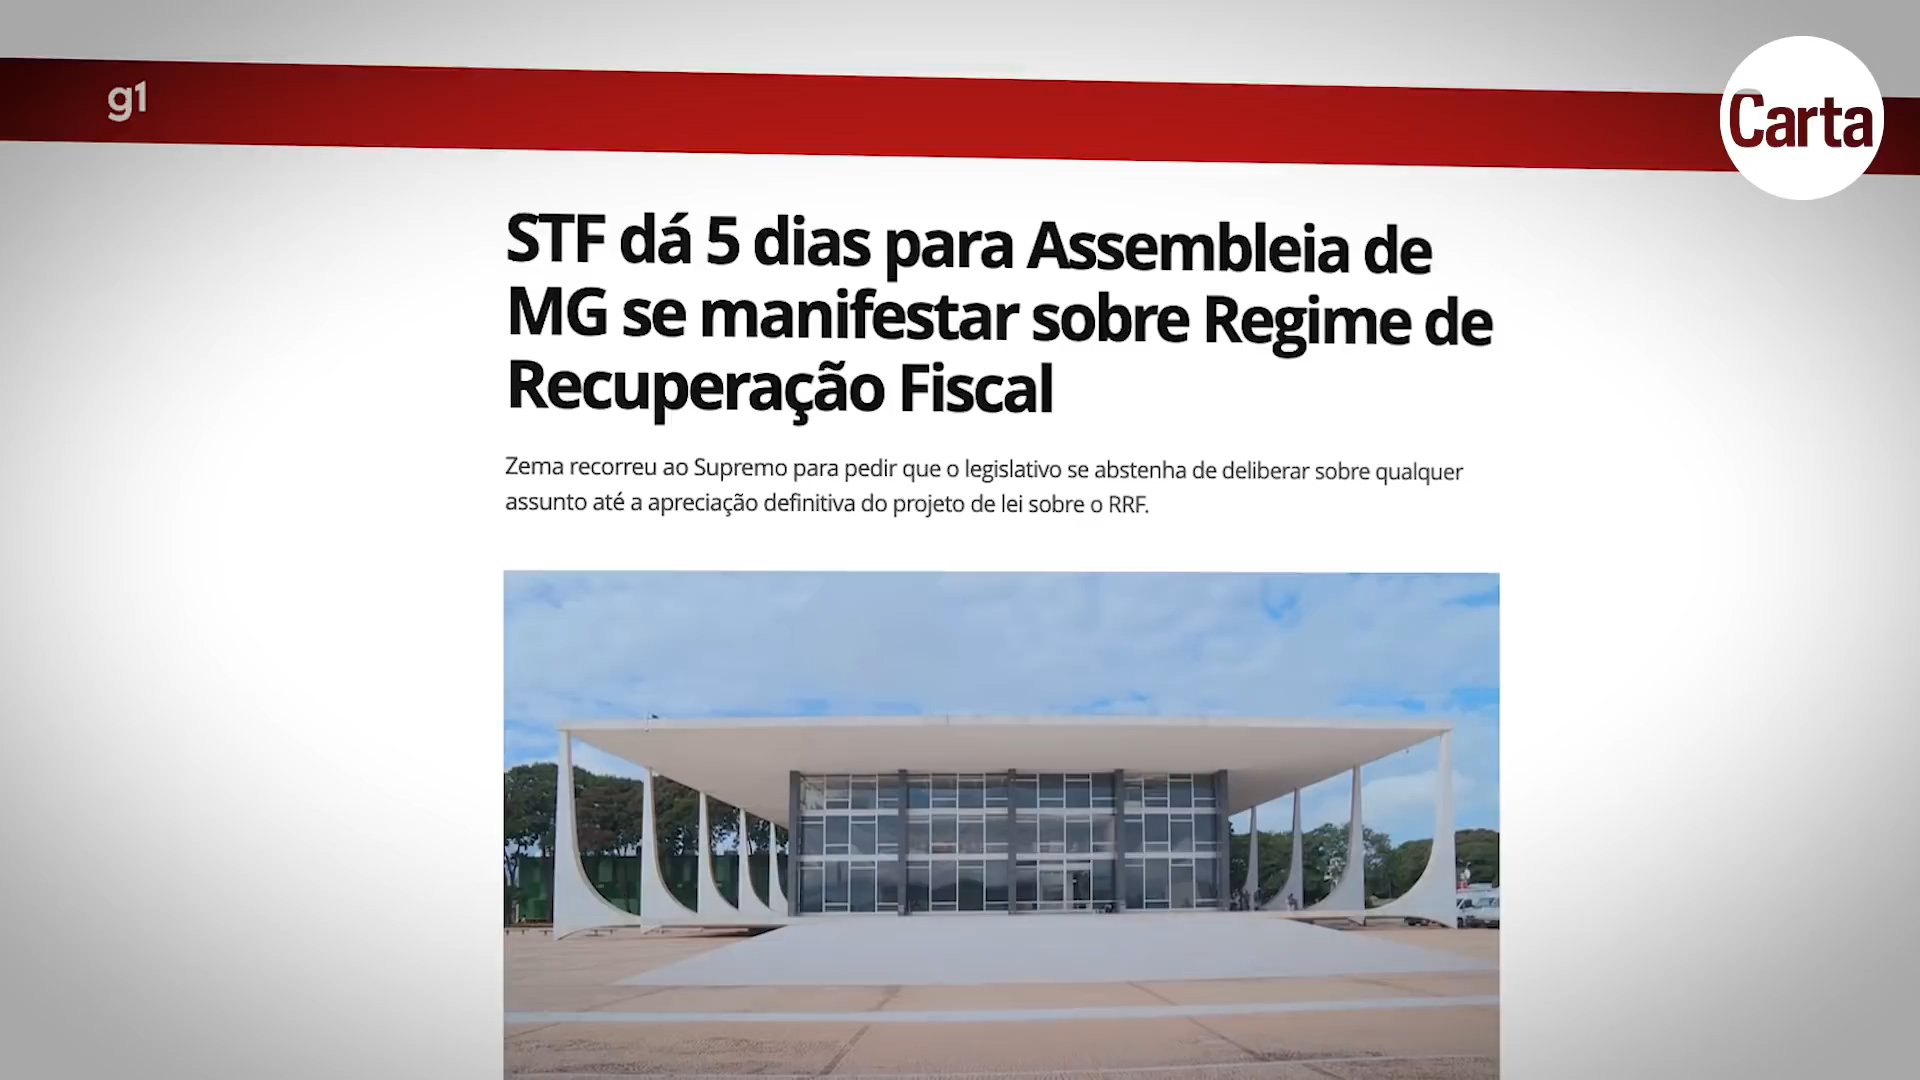 g1
Carta
STF dá 5 dias para Assembleia de
MG se manifestar sobre Regime de
Recuperação Fiscal
Zema recorreu ao Supremo para pedir que o legislativo se abstenha de deliberar sobre qualquer
assunto até a apreciação definitiva do projeto de lei sobre o RRF.